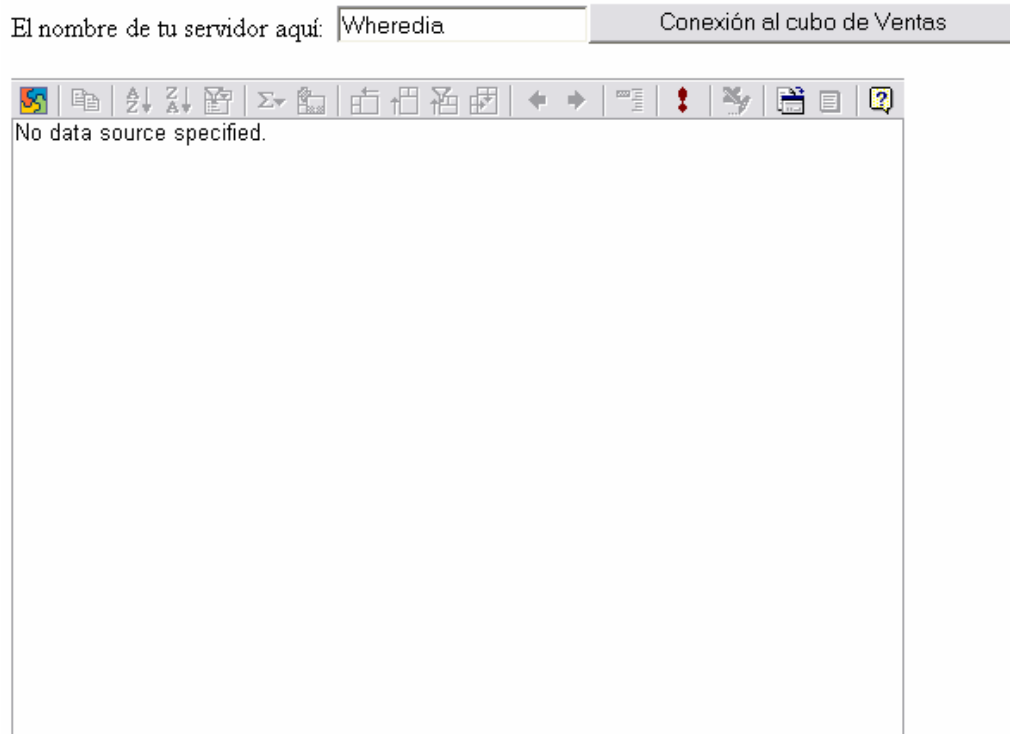 El nombre de tu servidor aquí: Wheredia Conexión al cubo de Ventas
No data source specified.